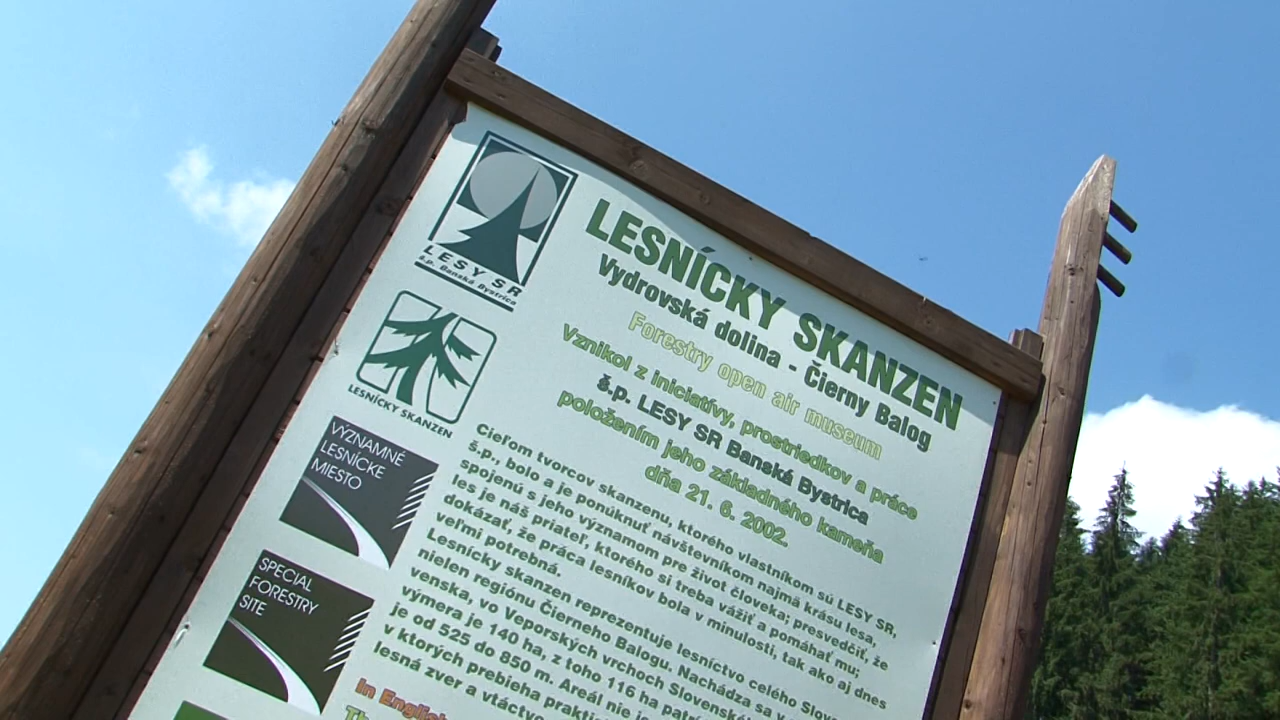 LESY SR
š.p. Banská Bystrica
LESNÍCKY SKANZEN
VÝZNAMNÉ
LESNÍCKE
MIESTO
SPECIAL
FORESTRY
SITE
LESNÍCKY SKANZEN
Vydrovská dolina - Čierny Balog
Forestry open air museum
Vznikol z iniciatívy, prostriedkov a práce
š.p. LESY SR Banská Bystrica
položením jeho základného kameňa
dňa 21. 6. 2002.
Cieľom tvorcov skanzenu, ktorého vlastníkom sú LESY SR,
š.p., bolo a je ponúknuť návštevníkom najmä krásu lesa,
spojenú s jeho významom pre život človeka; presvedčiť, že
les je náš priateľ, ktorého si treba vážiť a pomáhať mu;
dokázať, že práca lesníkov bola v minulosti, tak ako aj dnes
veľmi potrebná.
Lesnícky skanzen reprezentuje lesníctvo celého Slove
nielen regiónu Čierneho Balogu. Nachádza sa v
venska, vo Veporských vrchoch Slovenské
výmera je 140 ha, z toho 116 ha patrí
je od 525 do 850 m. Areál nie je
v ktorých prebieha praktic
lesná zver a vtáctvo
In English
Th